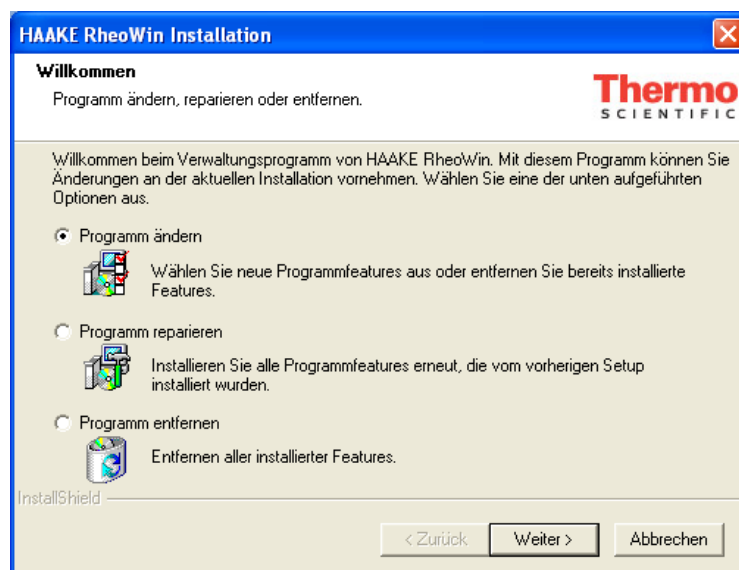 HAAKE RheoWin Installation
Willkommen
Programm ändern, reparieren oder entfernen.
Thermo
SCIENTIFIC
Willkommen beim Verwaltungsprogramm von HAAKE RheoWin. Mit diesem Programm können Sie
Änderungen an der aktuellen Installation vornehmen. Wählen Sie eine der unten aufgeführten
Optionen aus.
Programm ändern
Wählen Sie neue Programmfeatures aus oder entfernen Sie bereits installierte
Features.
Programm reparieren
Installieren Sie alle Programmfeatures erneut, die vom vorherigen Setup
installiert wurden.
Programm entfernen
Entfernen aller installierter Features.
InstallShield
< Zurück Weiter > Abbrechen